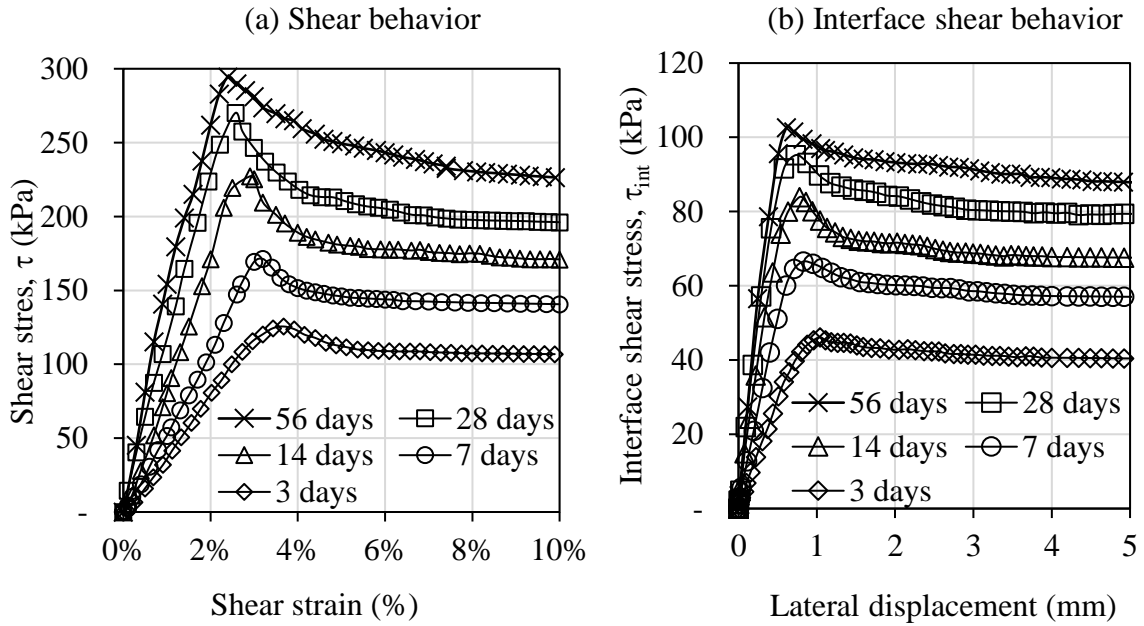 (a) Shear behavior
Shear stres, τ (kPa)
300
250
200
150
100
50
-
0%
2%
4%
6%
8%
10%
Shear strain (%)
56 days
28 days
14 days
7 days
3 days
(b) Interface shear behavior
Interface shear stress, τint (kPa)
120
100
80
60
40
20
-
0
1
2
3
4
5
Lateral displacement (mm)
56 days
28 days
14 days
7 days
3 days